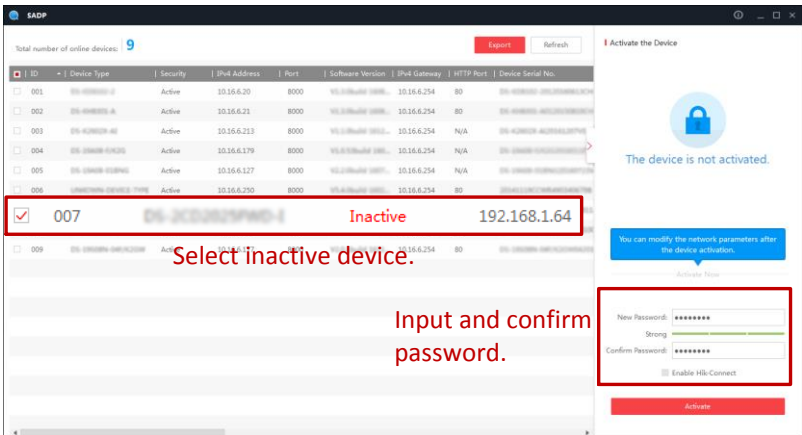 SADP
Total number of online devices: 9
Export
Refresh
ID | Device Type | Security | IPv4 Address | Port | Software Version | IPv4 Gateway | HTTP Port | Device Serial No.
001 Active 10.16.6.20 8000 10.16.6.254 80
002 Active 10.16.6.21 8000 10.16.6.254 80
003 Active 10.16.6.213 8000 10.16.6.254 N/A
004 Active 10.16.6.179 8000 10.16.6.254 N/A
005 Active 10.16.6.127 8000 10.16.6.254 N/A
006 Active 10.16.6.250 8000 10.16.6.254 80
007 Inactive 192.168.1.64
009 8000 10.16.6.254 80
Select inactive device.
Input and confirm
password.
Activate the Device
The device is not activated.
You can modify the network parameters after
the device activation.
Activate Now
New Password: ●●●●●●●●
Strong
Confirm Password: ●●●●●●●●
Enable Hik-Connect
Activate